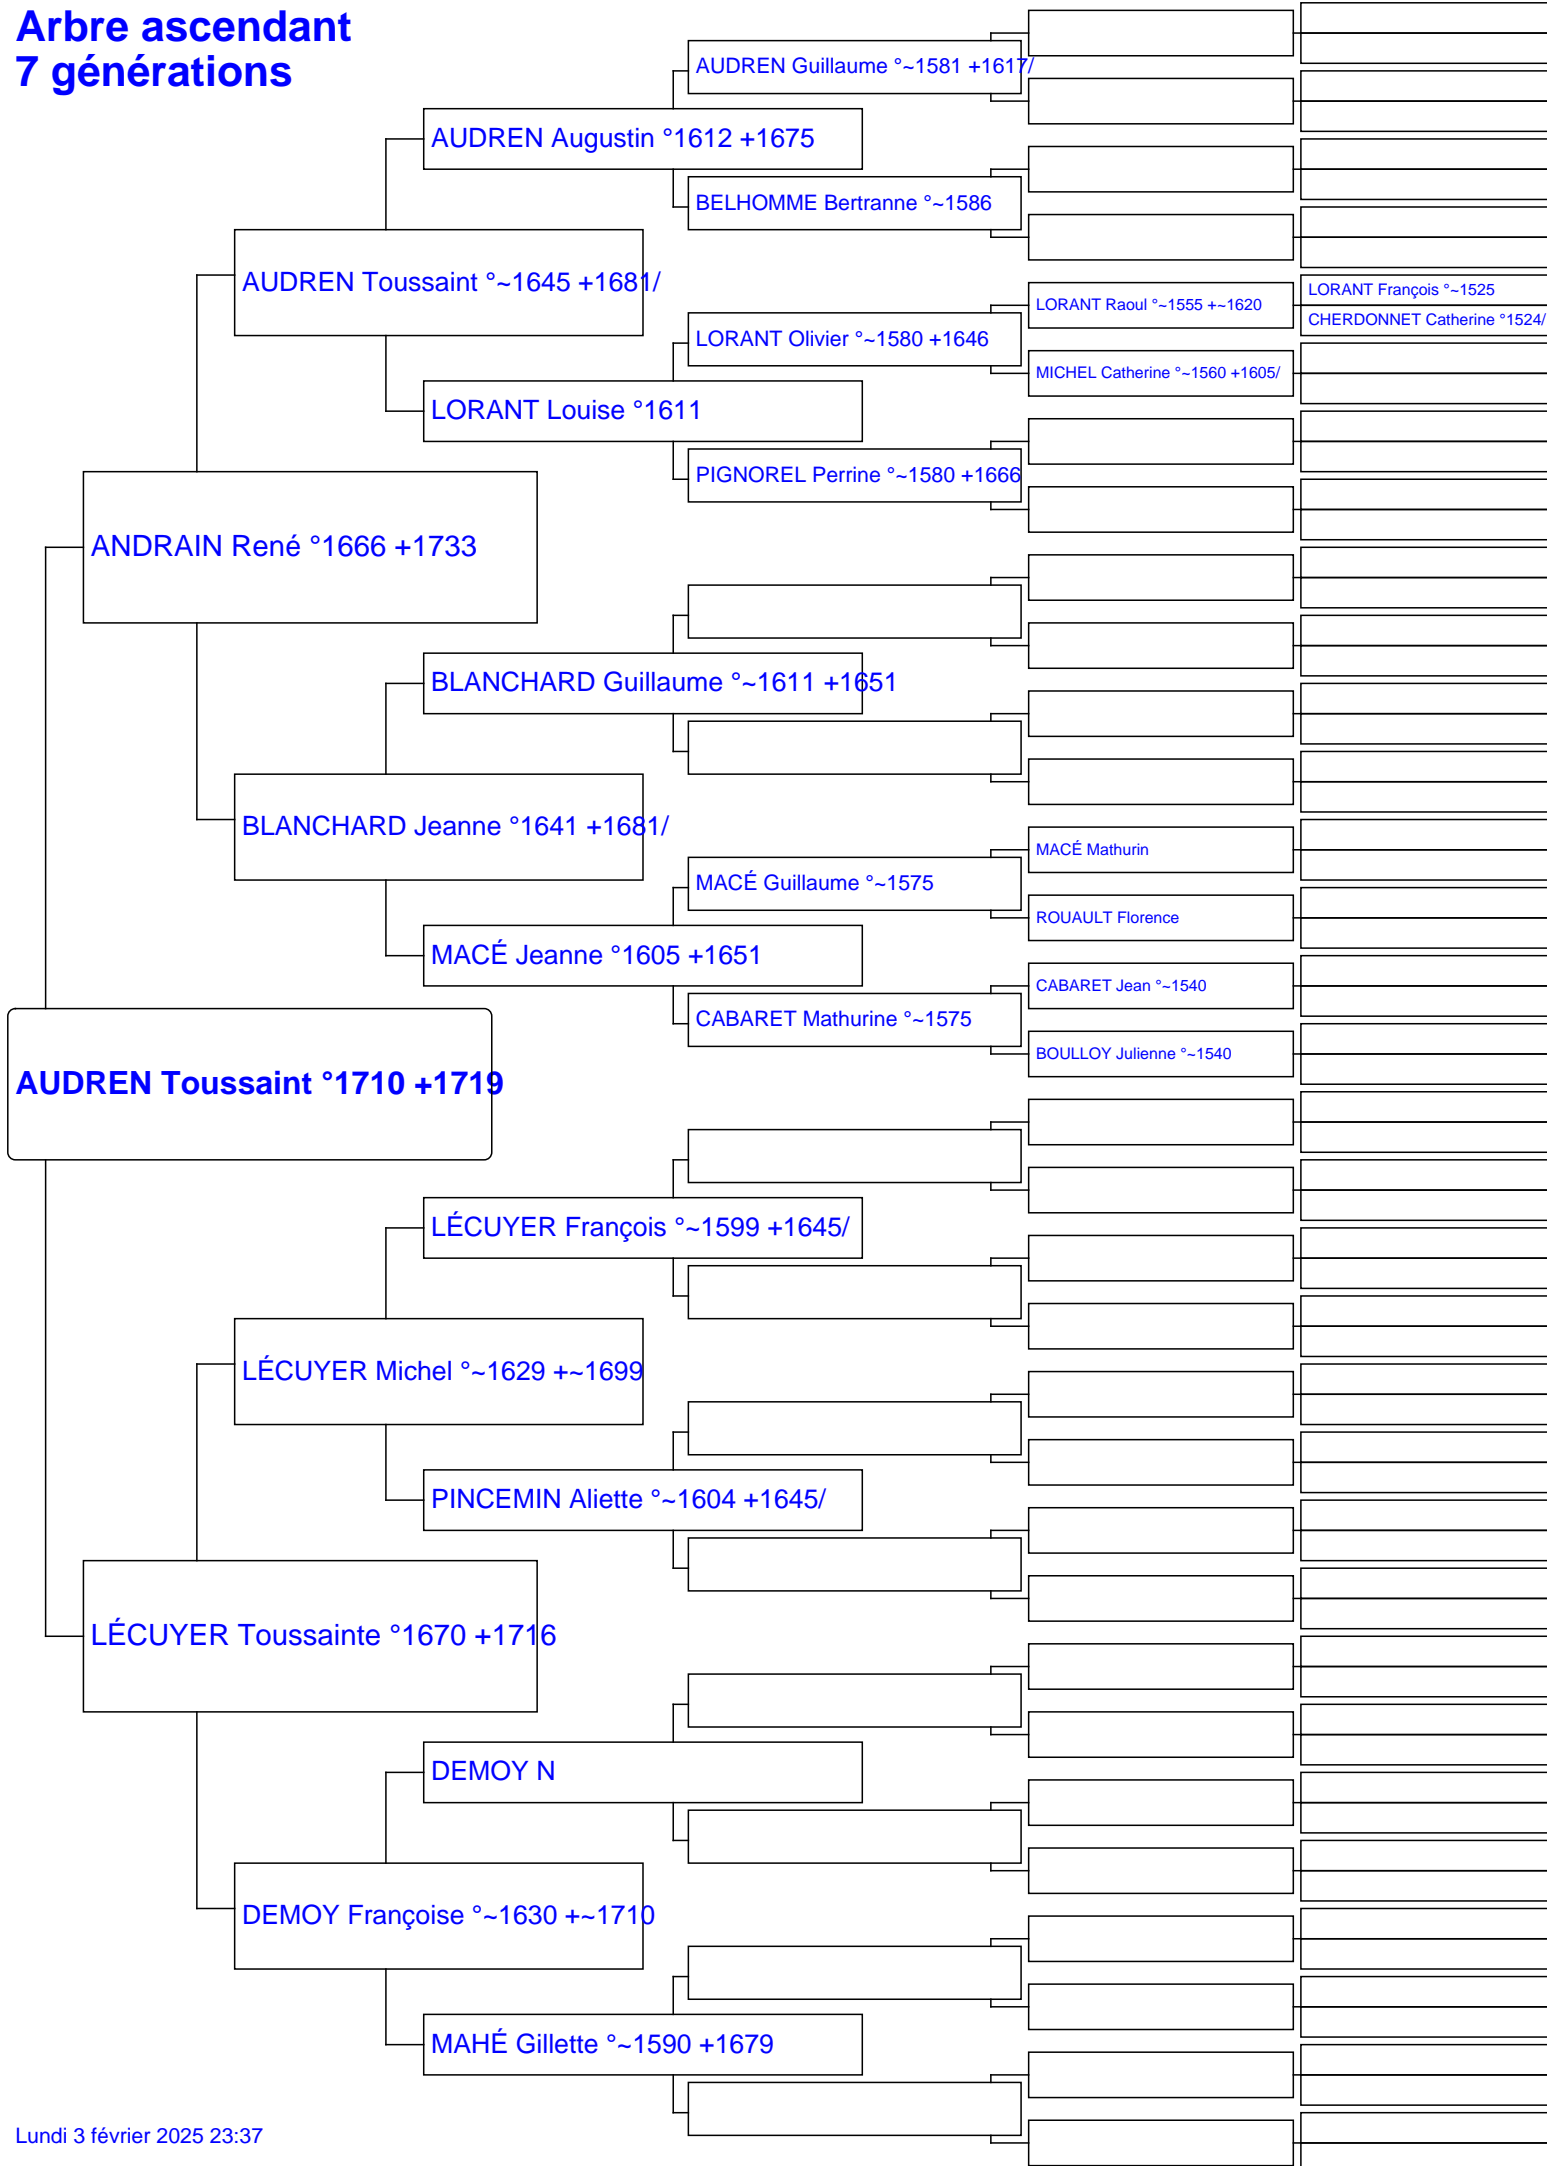 Arbre ascendant
7 générations
AUDREN Guillaume °~1581 +1617/
AUDREN Augustin °1612 +1675
BELHOMME Bertranne °~1586
AUDREN Toussaint °~1645 +1681/
LORANT François °~1525
LORANT Raoul °~1555 +~1620
CHERDONNET Catherine °1524/
LORANT Olivier °~1580 +1646
MICHEL Catherine °~1560 +1605/
LORANT Louise °1611
PIGNOREL Perrine °~1580 +1666
ANDRAIN René °1666 +1733
BLANCHARD Guillaume °~1611 +1651
BLANCHARD Jeanne °1641 +1681/
MACÉ Mathurin
MACÉ Guillaume °~1575
ROUAULT Florence
MACÉ Jeanne °1605 +1651
CABARET Jean °~1540
CABARET Mathurine °~1575
BOULLOY Julienne °~1540
AUDREN Toussaint °1710 +1719
LÉCUYER François °~1599 +1645/
LÉCUYER Michel °~1629 +~1699
PINCEMIN Aliette °~1604 +1645/
LÉCUYER Toussainte °1670 +1716
DEMOY N
DEMOY Françoise °~1630 +~1710
MAHÉ Gillette °~1590 +1679
Lundi 3 février 2025 23:37